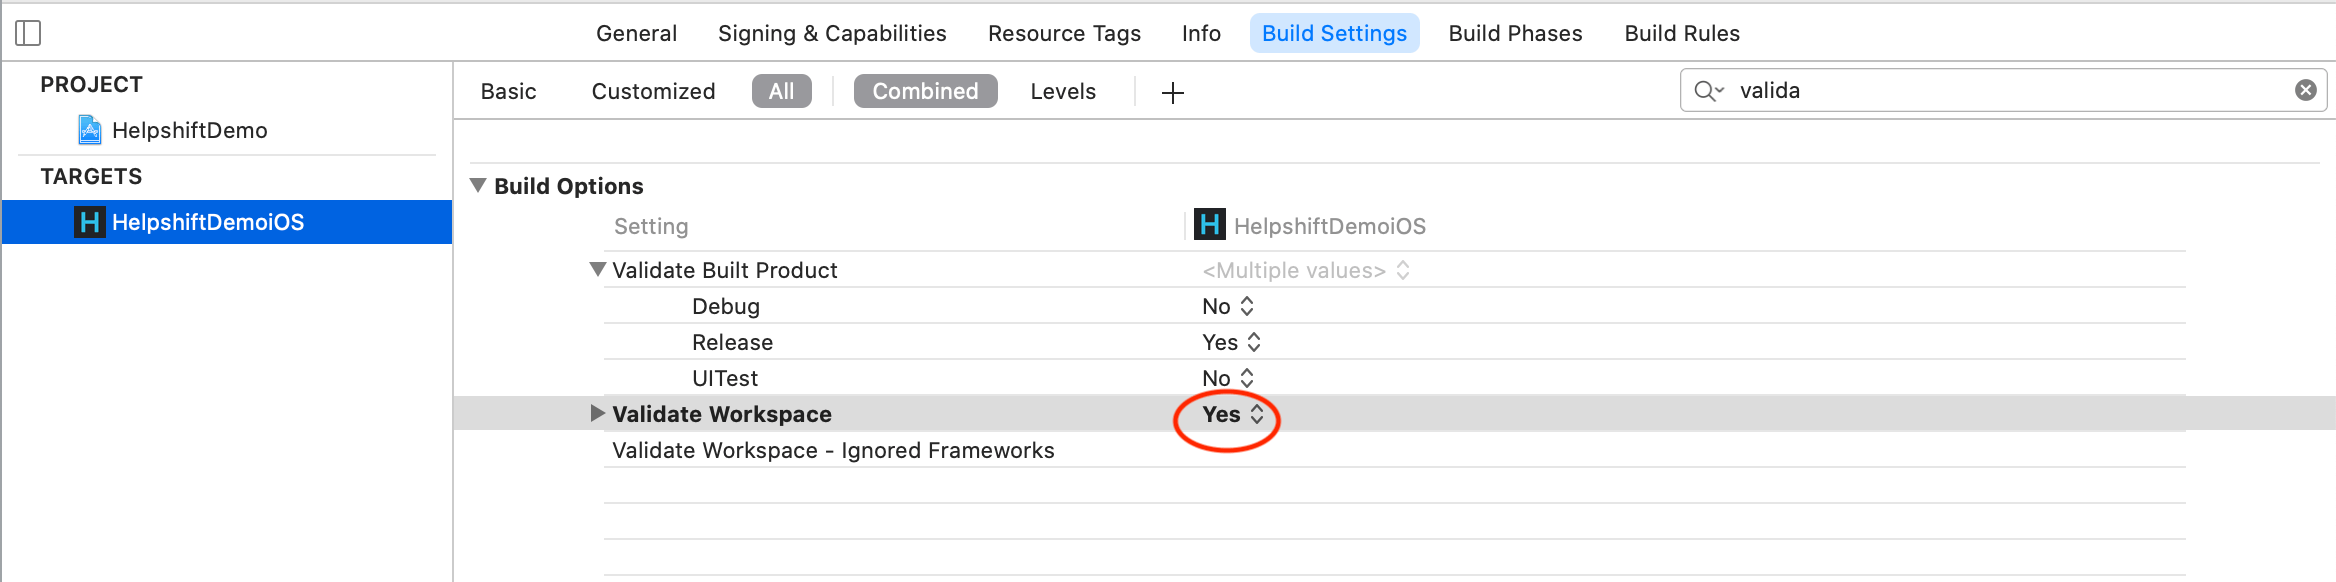 General Signing & Capabilities Resource Tags Info Build Settings Build Phases Build Rules
PROJECT
HelpshiftDemo
TARGETS
H HelpshiftDemoiOS
Basic Customized All Combined Levels +
valida
Build Options
Setting H HelpshiftDemoiOS
Validate Built Product <Multiple values>
Debug No
Release Yes
UITest No
Validate Workspace Yes
Validate Workspace - Ignored Frameworks